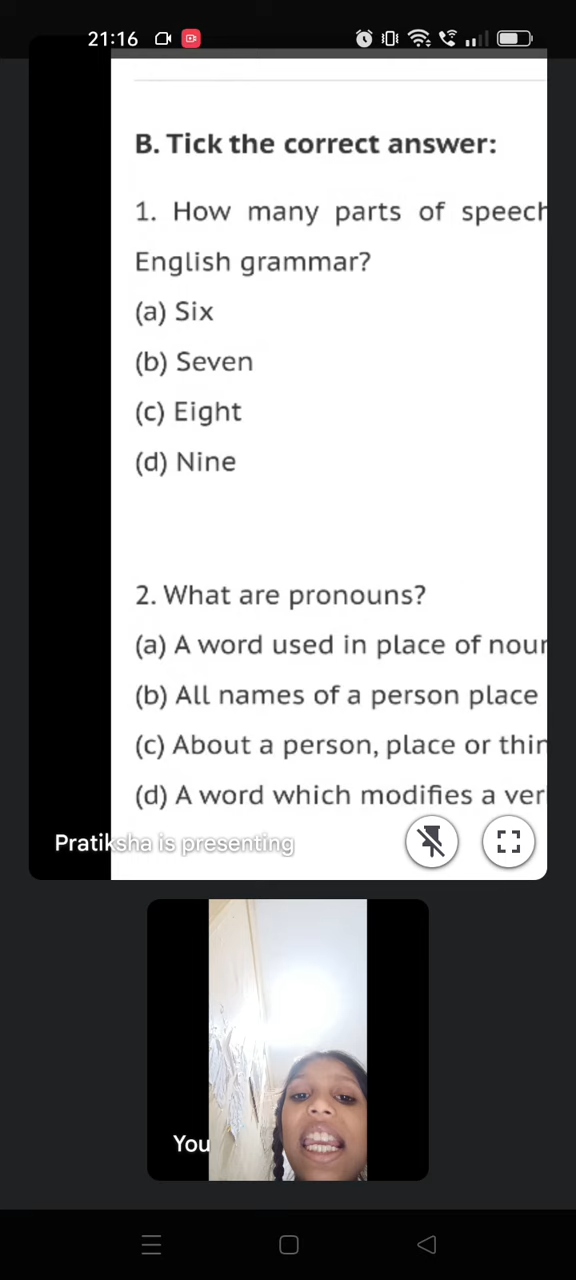 21:16
B. Tick the correct answer:
1. How many parts of speech
English grammar?
(a) Six
(b) Seven
(c) Eight
(d) Nine
2. What are pronouns?
(a) A word used in place of noun
(b) All names of a person place
(c) About a person, place or thin
(d) A word which modifies a ver
Pratiksha is presenting
You